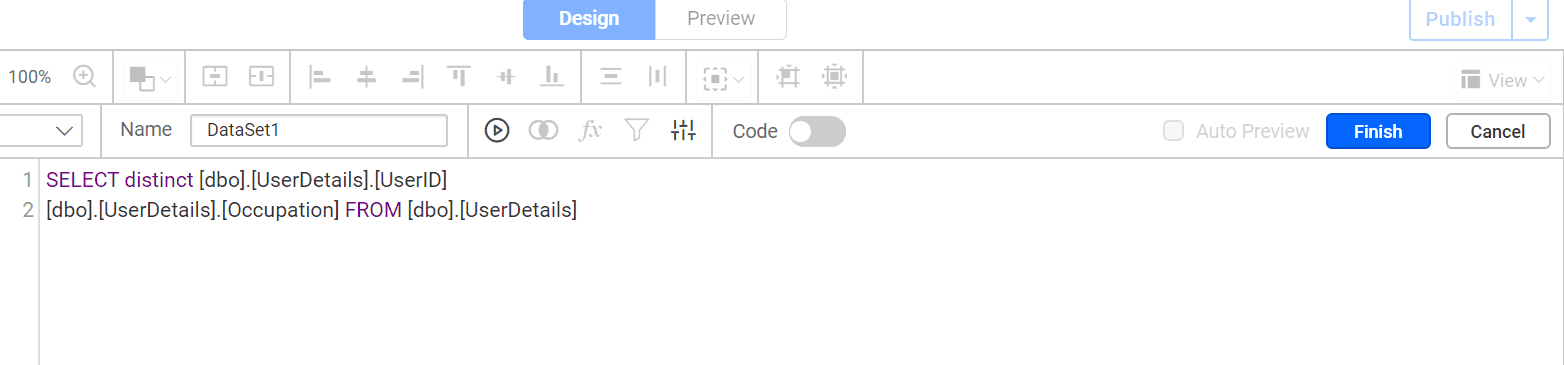 Design Preview Publish
100% View
Name DataSet1 fx Code Auto Preview Finish Cancel
1 SELECT distinct [dbo].[UserDetails].[UserID]
2 [dbo].[UserDetails].[Occupation] FROM [dbo].[UserDetails]